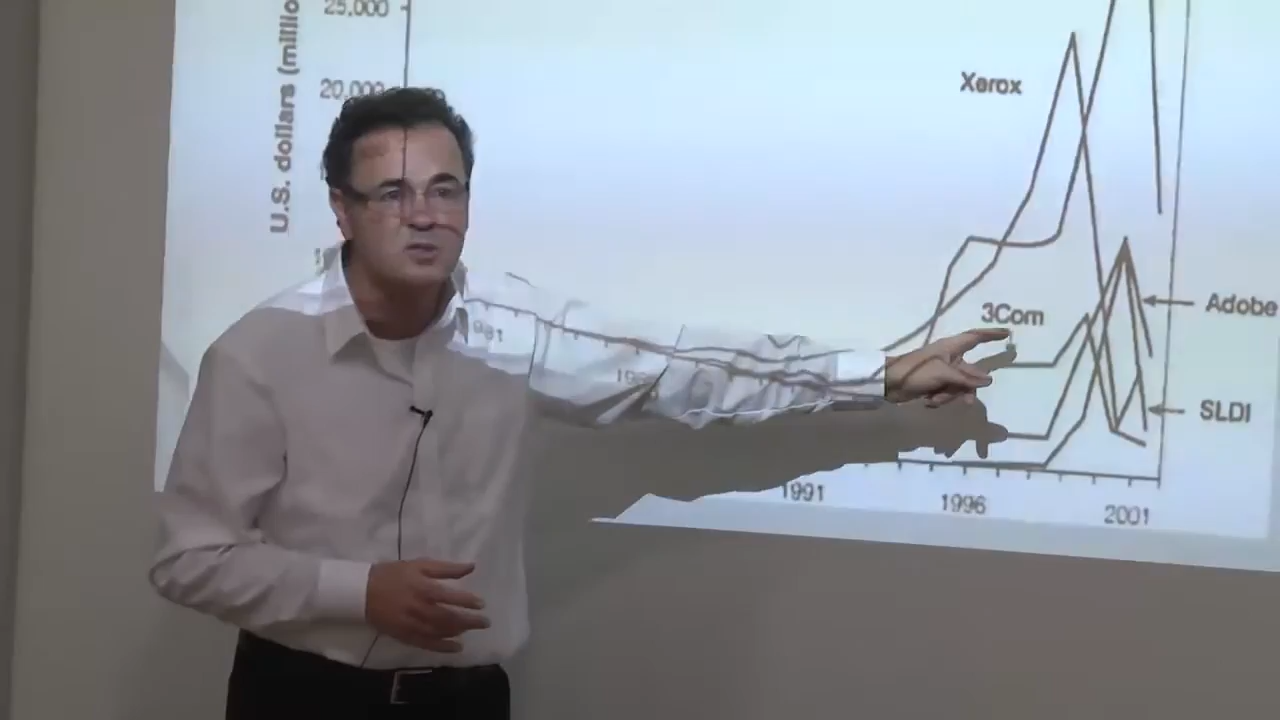 25,000
U.S. dollars (millio
20,000
Xerox
3Com
Adobe
SLDI
1991
1996
2001